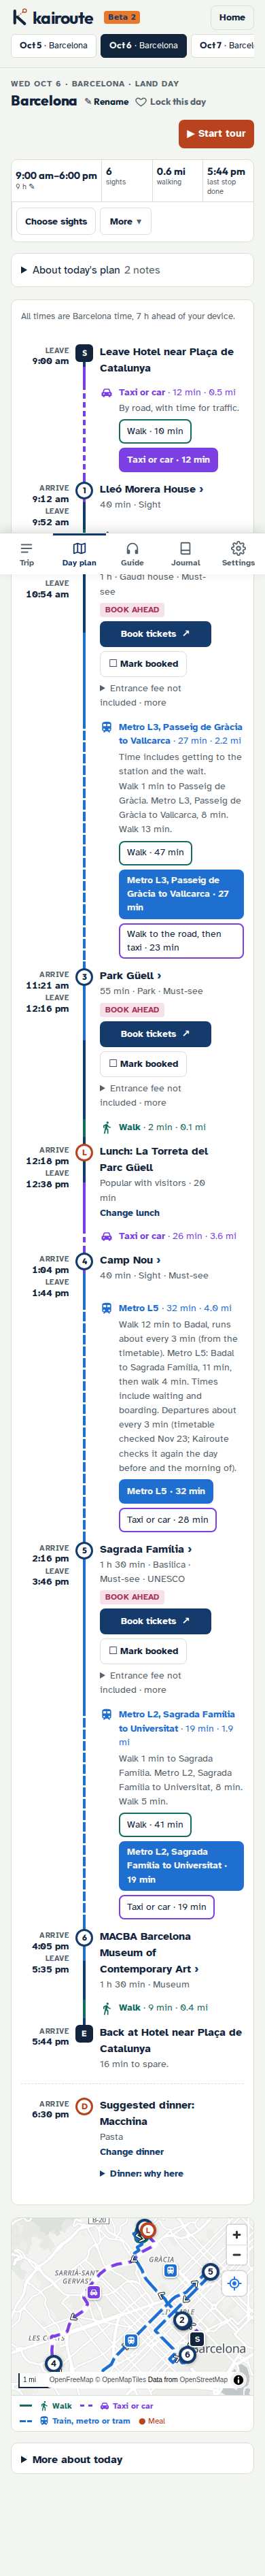 kairoute Beta 2 Home
Oct 5 · Barcelona Oct 6 · Barcelona Oct 7 · Barcel
WED OCT 6 · BARCELONA · LAND DAY
Barcelona ✎ Rename Lock this day
▶ Start tour
9:00 am–6:00 pm 6 0.6 mi 5:44 pm
9 h ✎ sights walking last stop
done
Choose sights More ▼
▶ About today's plan 2 notes
All times are Barcelona time, 7 h ahead of your device.
LEAVE
9:00 am
S
Leave Hotel near Plaça de
Catalunya
Taxi or car · 12 min · 0.5 mi
By road, with time for traffic.
Walk · 10 min
Taxi or car · 12 min
ARRIVE
9:12 am
LEAVE
9:52 am
1
Lleó Morera House ›
40 min · Sight
Trip Day plan Guide Journal Settings
LEAVE
10:54 am
1 h · Gaudí house · Must-
see
BOOK AHEAD
Book tickets ↗
☐ Mark booked
▶ Entrance fee not
included · more
Metro L3, Passeig de Gràcia
to Vallcarca · 27 min · 2.2 mi
Time includes getting to the
station and the wait.
Walk 1 min to Passeig de
Gràcia. Metro L3, Passeig de
Gràcia to Vallcarca, 8 min.
Walk 13 min.
Walk · 47 min
Metro L3, Passeig de
Gràcia to Vallcarca · 27
min
Walk to the road, then
taxi · 23 min
ARRIVE
11:21 am
LEAVE
12:16 pm
3
Park Güell ›
55 min · Park · Must-see
BOOK AHEAD
Book tickets ↗
☐ Mark booked
▶ Entrance fee not
included · more
Walk · 2 min · 0.1 mi
ARRIVE
12:18 pm
LEAVE
12:38 pm
L
Lunch: La Torreta del
Parc Güell
Popular with visitors · 20
min
Change lunch
Taxi or car · 26 min · 3.6 mi
ARRIVE
1:04 pm
LEAVE
1:44 pm
4
Camp Nou ›
40 min · Sight · Must-see
Metro L5 · 32 min · 4.0 mi
Walk 12 min to Badal, runs
about every 3 min (from the
timetable). Metro L5: Badal
to Sagrada Família, 11 min,
then walk 4 min. Times
include waiting and
boarding. Departures about
every 3 min (timetable
checked Nov 23; Kairoute
checks it again the day
before and the morning of).
Metro L5 · 32 min
Taxi or car · 28 min
ARRIVE
2:16 pm
LEAVE
3:46 pm
5
Sagrada Família ›
1 h 30 min · Basilica ·
Must-see · UNESCO
BOOK AHEAD
Book tickets ↗
☐ Mark booked
▶ Entrance fee not
included · more
Metro L2, Sagrada Família
to Universitat · 19 min · 1.9
mi
Walk 1 min to Sagrada
Família. Metro L2, Sagrada
Família to Universitat, 8 min.
Walk 5 min.
Walk · 41 min
Metro L2, Sagrada
Família to Universitat ·
19 min
Taxi or car · 19 min
ARRIVE
4:05 pm
LEAVE
5:35 pm
6
MACBA Barcelona
Museum of
Contemporary Art ›
1 h 30 min · Museum
Walk · 9 min · 0.4 mi
ARRIVE
5:44 pm
E
Back at Hotel near Plaça de
Catalunya
16 min to spare.
ARRIVE
6:30 pm
D
Suggested dinner:
Macchina
Pasta
Change dinner
▶ Dinner: why here
B-20
L
GRÀCIA
SARRIÀ-SANT
GERVASI
5
2
S
6
4
+
−
1 mi OpenFreeMap © OpenMapTiles Data from OpenStreetMap
Walk Taxi or car
Train, metro or tram Meal
▶ More about today